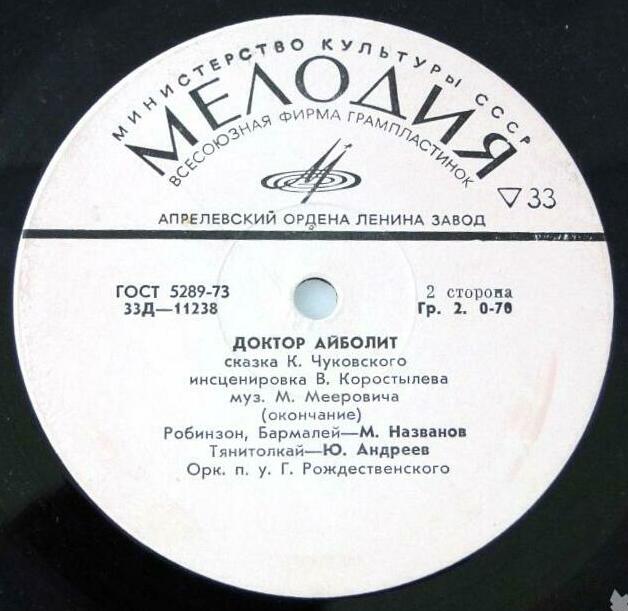 МИНИСТЕРСТВО КУЛЬТУРЫ СССР
МЕЛОДИЯ
ВСЕСОЮЗНАЯ ФИРМА ГРАМПЛАСТИНОК
33
АПРЕЛЕВСКИЙ ОРДЕНА ЛЕНИНА ЗАВОД
ГОСТ 5289-73
33Д—11238
2 сторона
Гр. 2. 0-70
ДОКТОР АЙБОЛИТ
сказка К. Чуковского
инсценировка В. Коростылева
муз. М. Мееровича
(окончание)
Робинзон, Бармалей—М. Названов
Тянитолкай—Ю. Андреев
Орк. п. у. Г. Рождественского